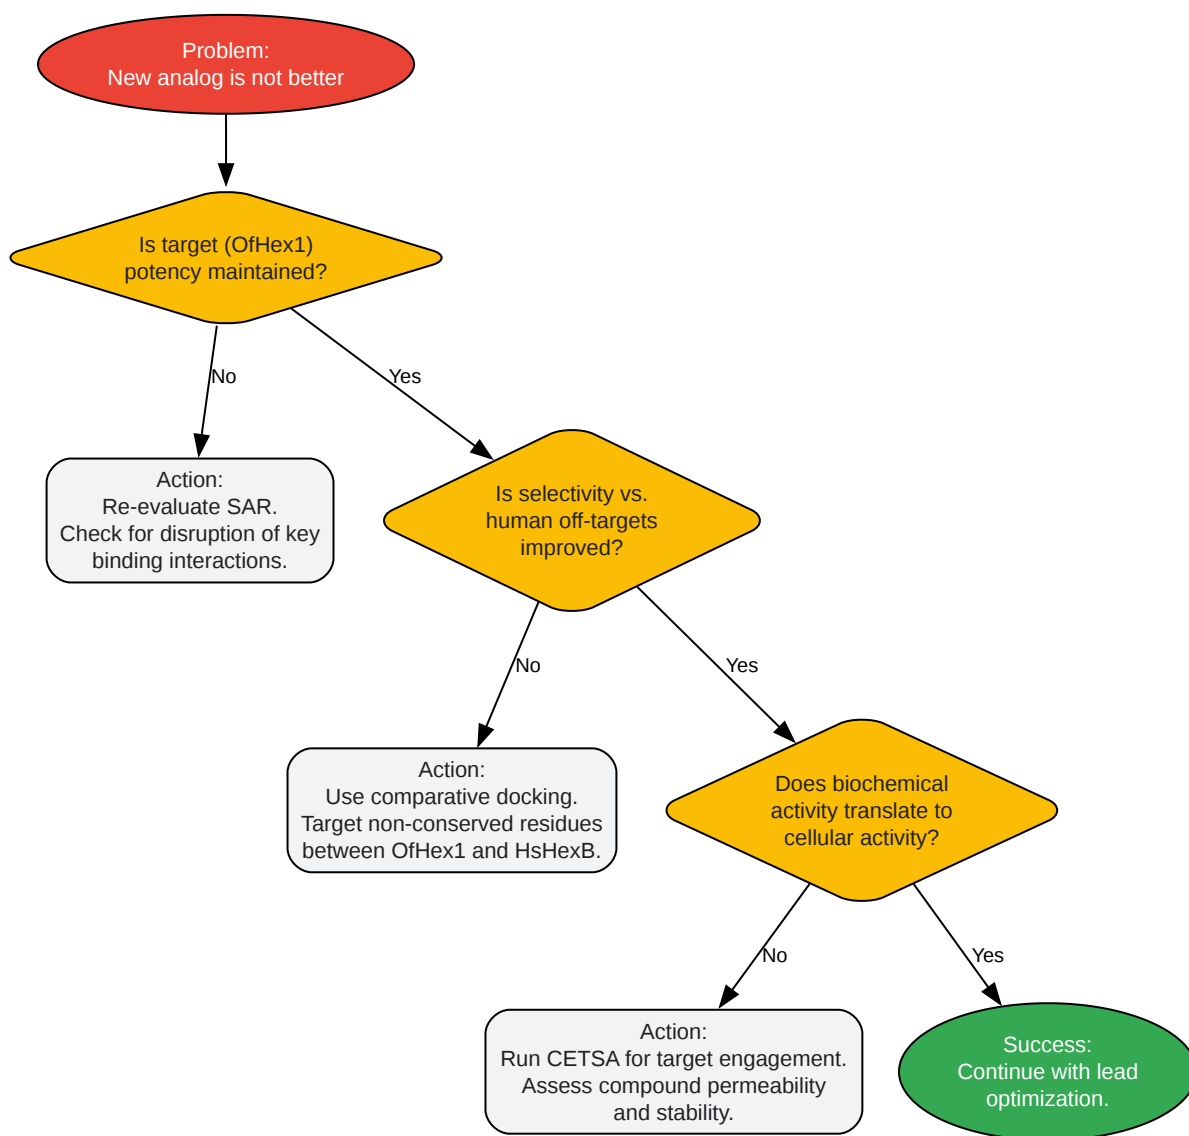 Problem:
New analog is not better
Is target (OfHex1)
potency maintained?
No
Yes
Action:
Re-evaluate SAR.
Check for disruption of key
binding interactions.
Is selectivity vs.
human off-targets
improved?
No
Yes
Action:
Use comparative docking.
Target non-conserved residues
between OfHex1 and HsHexB.
Does biochemical
activity translate to
cellular activity?
No
Yes
Action:
Run CETSA for target engagement.
Assess compound permeability
and stability.
Success:
Continue with lead
optimization.